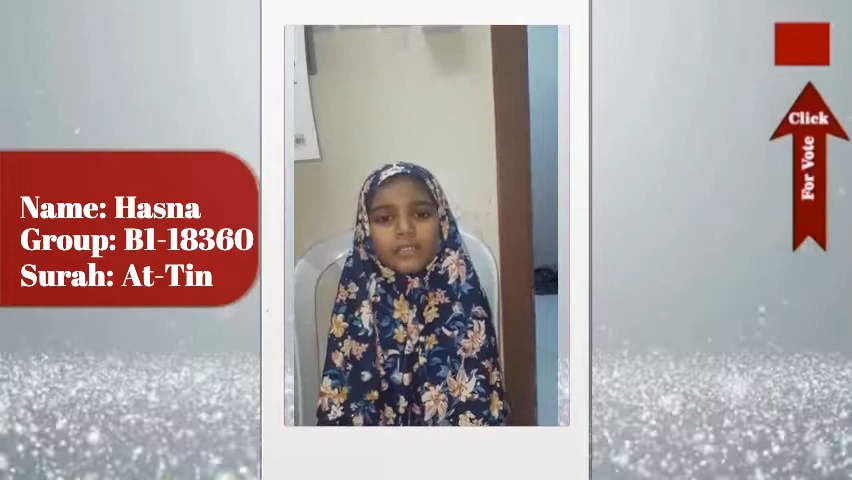 Name: Hasna
Group: B1-18360
Surah: At-Tin
Click
For Vote